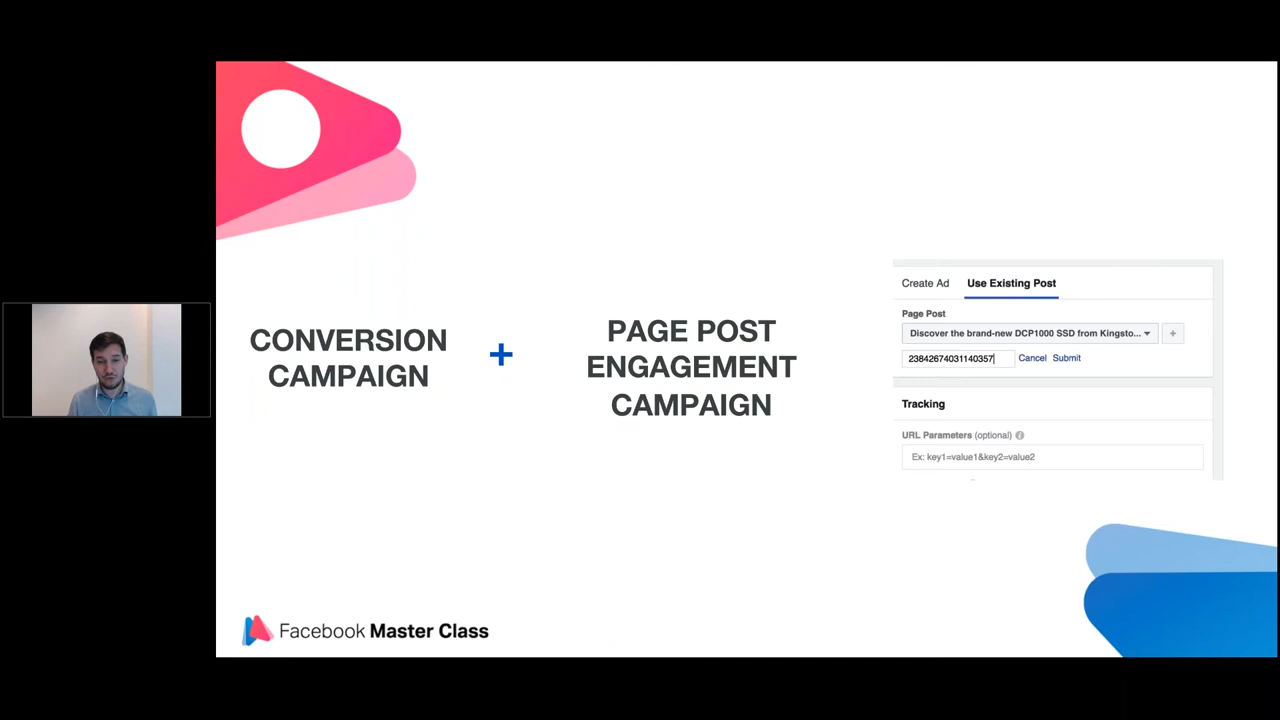 CONVERSION
CAMPAIGN
+
PAGE POST
ENGAGEMENT
CAMPAIGN
Create Ad Use Existing Post
Page Post
Discover the brand-new DCP1000 SSD from Kingsto... +
23842674031140357 Cancel Submit
Tracking
URL Parameters (optional) i
Ex: key1=value1&key2=value2
Facebook Master Class